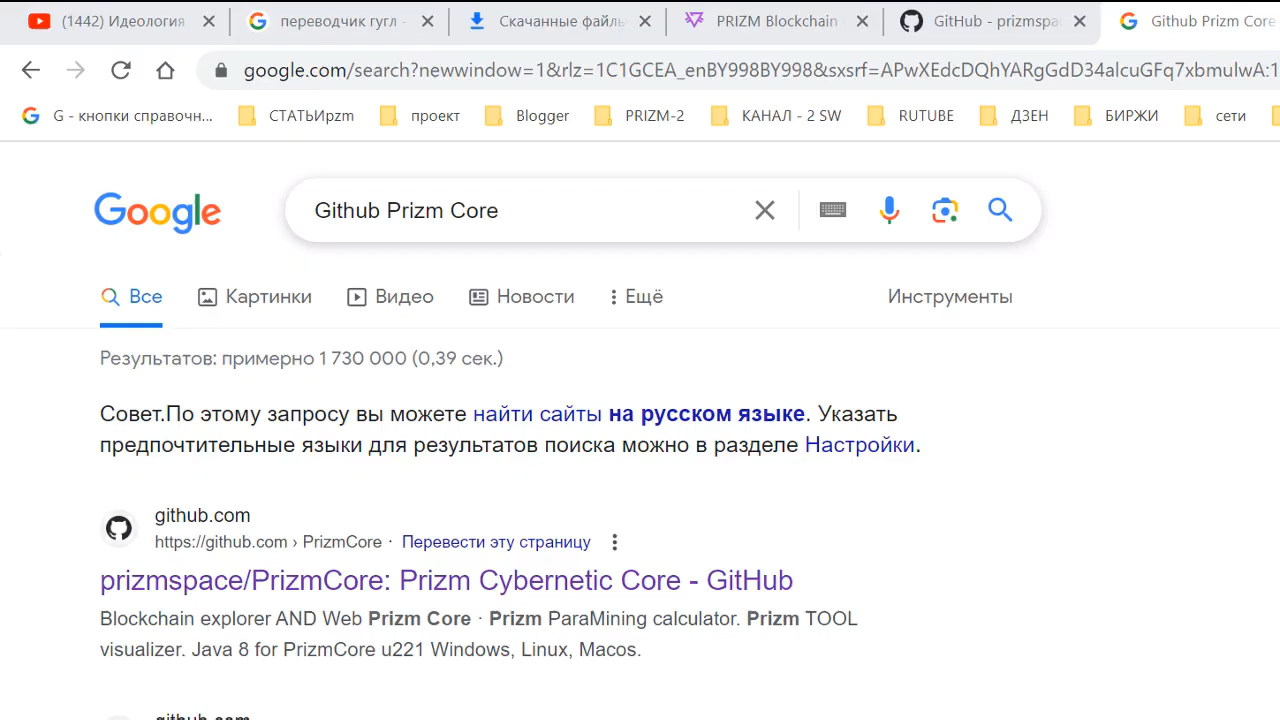 (1442) Идеология
переводчик гугл -
Скачанные файлы
PRIZM Blockchain
GitHub - prizmspa
Github Prizm Core
google.com/search?newwindow=1&rlz=1C1GCEA_enBY998BY998&sxsrf=APwXEdcDQhYARgGdD34alcuGFq7xbmulwA:1
G - кнопки справочн...
СТАТЬИpzm
проект
Blogger
PRIZM-2
КАНАЛ - 2 SW
RUTUBE
ДЗЕН
БИРЖИ
сети
Google
Github Prizm Core
Все
Картинки
Видео
Новости
Ещё
Инструменты
Результатов: примерно 1 730 000 (0,39 сек.)
Совет.По этому запросу вы можете найти сайты на русском языке. Указать
предпочтительные языки для результатов поиска можно в разделе Настройки.
github.com
https://github.com › PrizmCore · Перевести эту страницу
prizmspace/PrizmCore: Prizm Cybernetic Core - GitHub
Blockchain explorer AND Web Prizm Core · Prizm ParaMining calculator. Prizm TOOL
visualizer. Java 8 for PrizmCore u221 Windows, Linux, Macos.
github.com